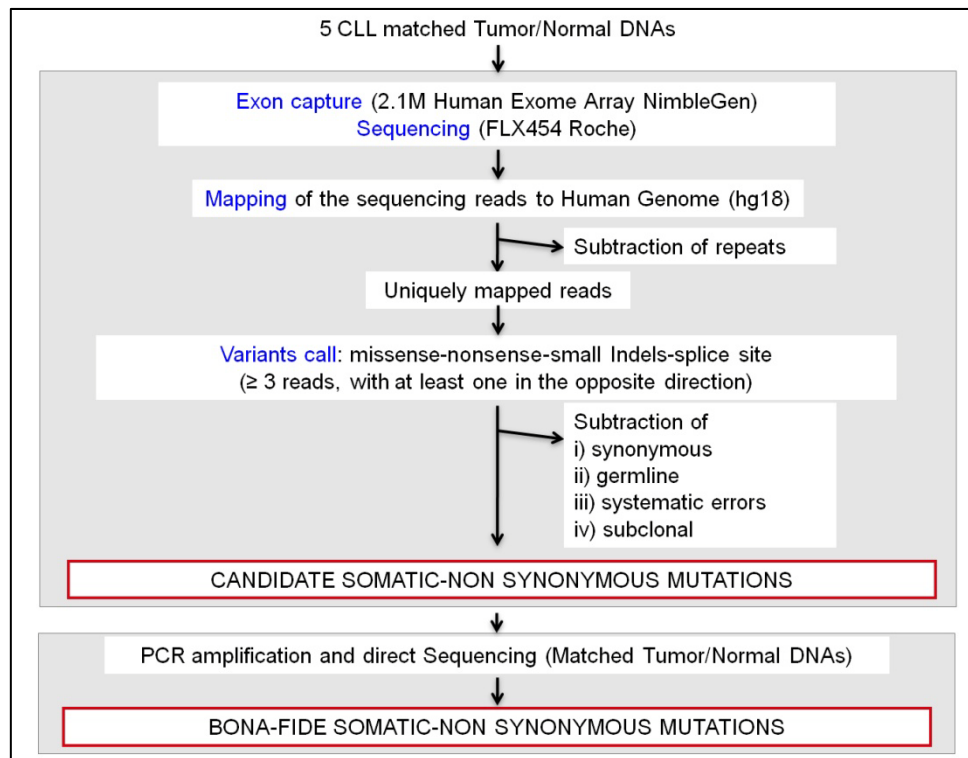 5 CLL matched Tumor/Normal DNAs
Exon capture (2.1M Human Exome Array NimbleGen)
Sequencing (FLX454 Roche)
Mapping of the sequencing reads to Human Genome (hg18)
Subtraction of repeats
Uniquely mapped reads
Variants call: missense-nonsense-small Indels-splice site
(≥ 3 reads, with at least one in the opposite direction)
Subtraction of
i) synonymous
ii) germline
iii) systematic errors
iv) subclonal
CANDIDATE SOMATIC-NON SYNONYMOUS MUTATIONS
PCR amplification and direct Sequencing (Matched Tumor/Normal DNAs)
BONA-FIDE SOMATIC-NON SYNONYMOUS MUTATIONS